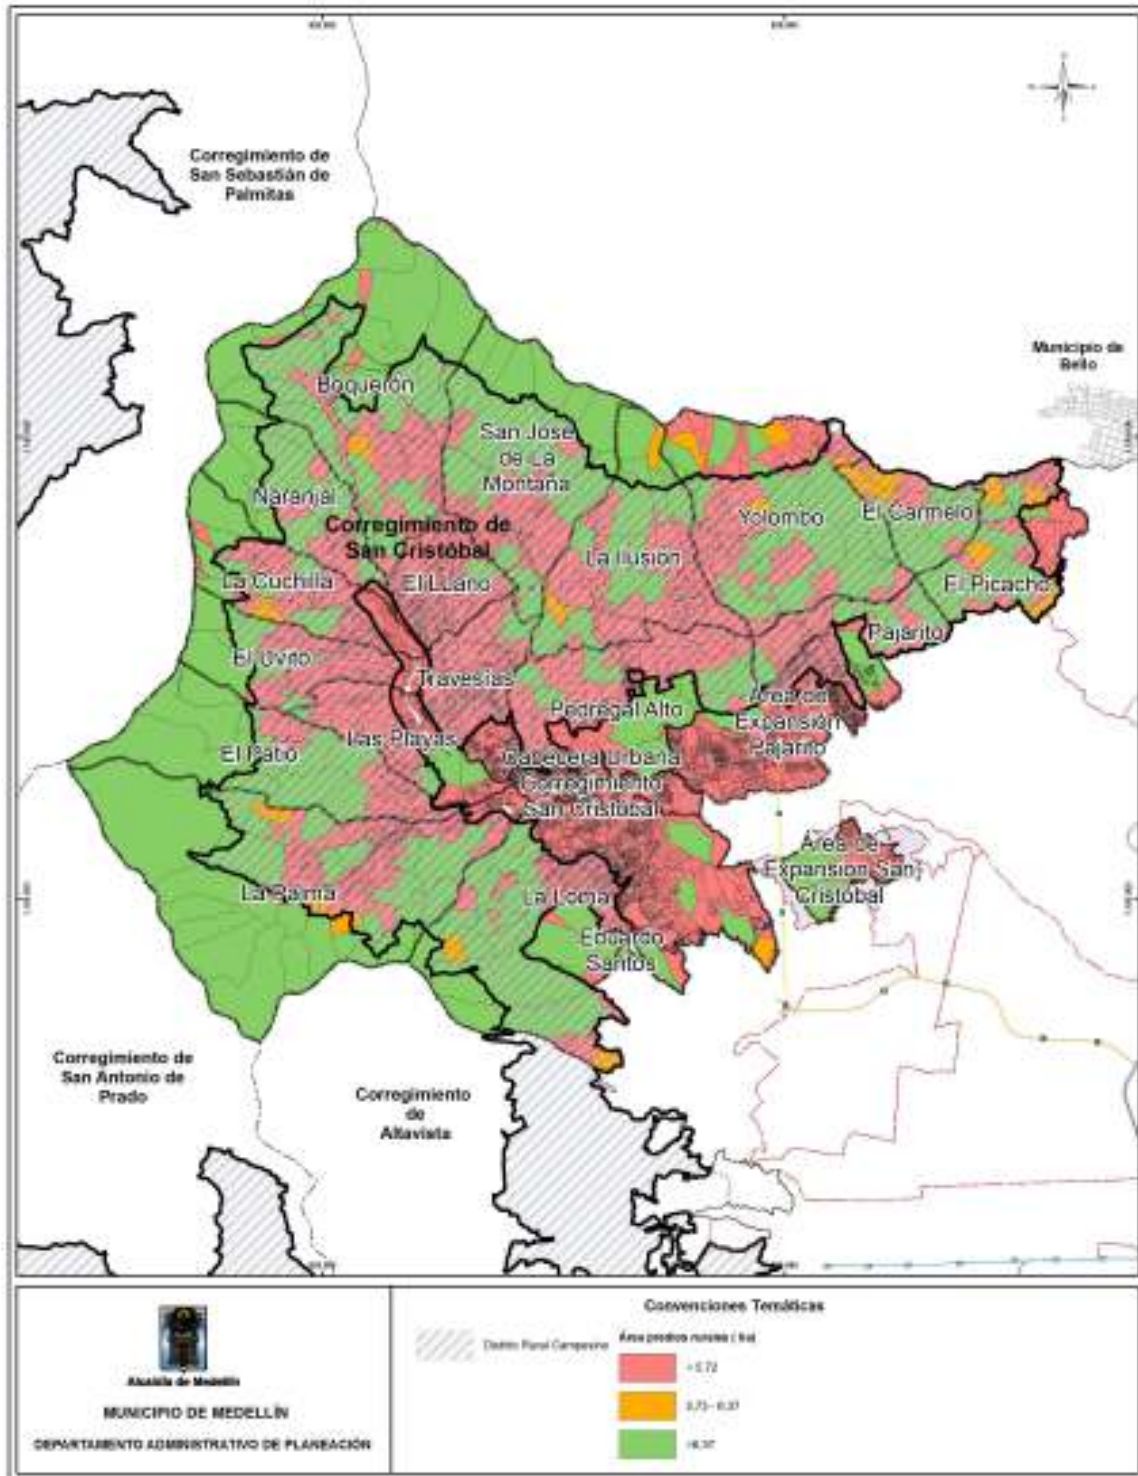 Corregimiento de
San Sebastián de
Palmitas
Municipio de
Bello
Boquerón
San José
de La
Montaña
Naranjal
Yolombo
El Carmelo
Corregimiento de
San Cristóbal
La Ilusión
La Cuchilla
El Llano
El Picacho
Pajarito
El Uvito
Travesías
Pedregal Alto
Área de
Expansión
Pajarito
Las Playas
El Patio
Cabecera Urbana
Corregimiento
San Cristóbal
Área de
Expansión San
Cristóbal
La Palma
La Loma
Eduardo
Santos
Corregimiento de
San Antonio de
Prado
Corregimiento
de
Altavista
Convenciones Temáticas
Distrito Rural Campesino
Área predios rurales ( ha)
Alcaldía de Medellín
MUNICIPIO DE MEDELLÍN
DEPARTAMENTO ADMINISTRATIVO DE PLANEACIÓN